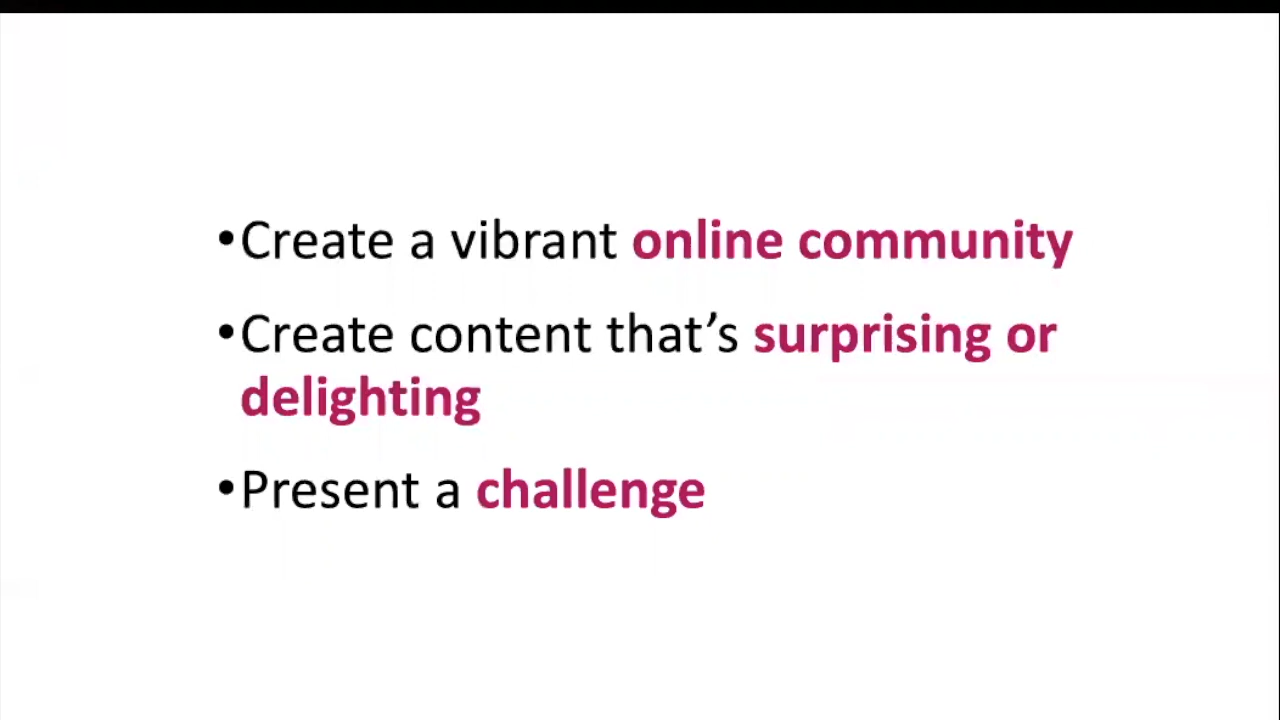 •Create a vibrant online community
•Create content that’s surprising or
delighting
•Present a challenge